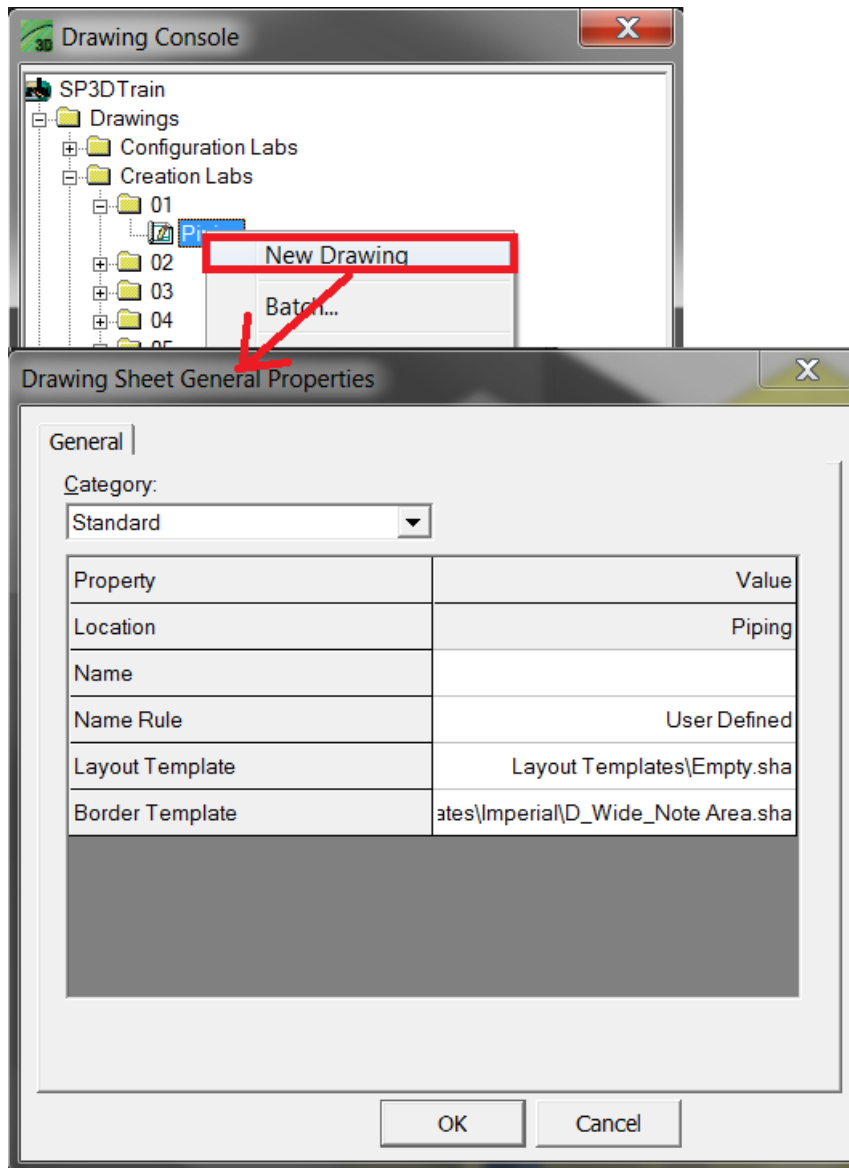 3D Drawing Console
SP3DTrain
Drawings
Configuration Labs
Creation Labs
01
New Drawing
02
03
Batch...
04
Drawing Sheet General Properties
General
Category:
Standard
Property Value
Location Piping
Name
Name Rule User Defined
Layout Template Layout Templates\Empty.sha
Border Template ates\Imperial\D_Wide_Note Area.sha
OK Cancel